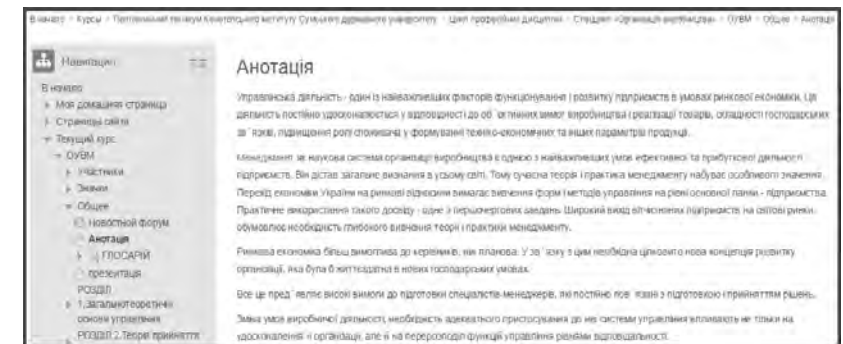 В начало › Курсы › Политехнічний технікум Конотопського інституту Сумського державного університету › Цикл професійних дисциплін › Спеццикл «Організація виробництва» › ОУВМ › Общее › Анотація
Навигация
В начало
Моя домашняя страница
Страницы сайта
Текущий курс
ОУВМ
Участники
Значки
Общее
Новостной форум
Анотація
ГЛОСАРІЙ
презентація
РОЗДІЛ
1.Загальнотеоретичні
основи управління
РОЗДІЛ 2.Теорія прийняття
Анотація
Управлінська діяльність - один із найважливіших факторів функціонування і розвитку підприємств в умовах ринкової економіки. Ця
діяльність постійно удосконалюється у відповідності до об`єктивних вимог виробництва і реалізації товарів, складності господарських
зв`язків, підвищення ролі споживача у формуванні техніко-економічних та інших параметрів продукції.
Менеджмент як наукова система організації виробництва є однією з найважливіших умов ефективної та прибуткової діяльності
підприємств. Він дістав загальне визнання в усьому світі. Тому сучасна теорія і практика менеджменту набуває особливого значення.
Перехід економіки України на ринкові відносини вимагає вивчення форм і методів управління на рівні основної ланки - підприємства.
Практичне використання такого досвіду - одне з першочергових завдань. Широкий вихід вітчизняних підприємств на світові ринки,
обумовлює необхідність глибокого вивчення теорії і практики менеджменту.
Ринкова економіка більш вимоглива до керівників, ніж планова. У зв`язку з цим необхідна цілковито нова концепція розвитку
організації, яка була б життєздатна в нових господарських умовах.
Все це пред`являє високі вимоги до підготовки спеціалістів-менеджерів, які постійно пов`язані з підготовкою і прийняттям рішень.
Зміна умов виробничої діяльності, необхідність адекватного пристосування до них системи управління впливають не тільки на
удосконалення її організації, але й на перерозподіл функцій управління рівнями відповідальності.